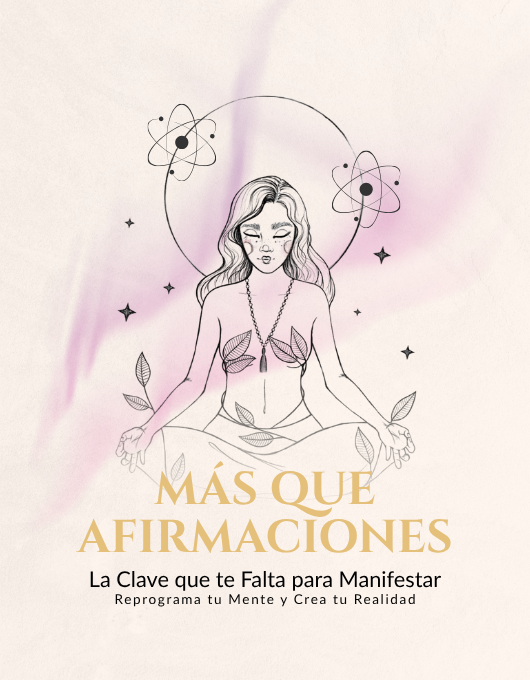 MÁS QUE
AFIRMACIONES
La Clave que te Falta para Manifestar
Reprograma tu Mente y Crea tu Realidad